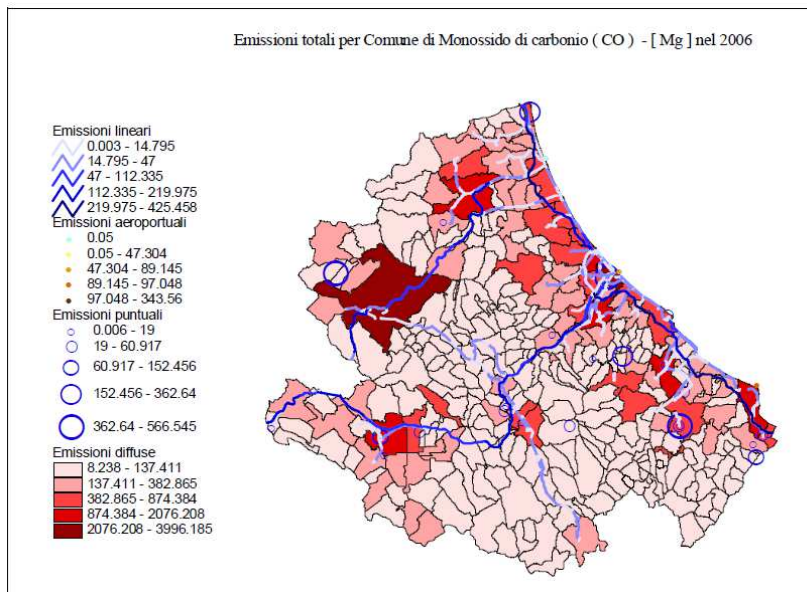 Emissioni totali per Comune di Monossido di carbonio ( CO ) - [ Mg ] nel 2006
Emissioni lineari
0.003 - 14.795
14.795 - 47
47 - 112.335
112.335 - 219.975
219.975 - 425.458
Emissioni aeroportuali
0.05
0.05 - 47.304
47.304 - 89.145
89.145 - 97.048
97.048 - 343.56
Emissioni puntuali
0.006 - 19
19 - 60.917
60.917 - 152.456
152.456 - 362.64
362.64 - 566.545
Emissioni diffuse
8.238 - 137.411
137.411 - 382.865
382.865 - 874.384
874.384 - 2076.208
2076.208 - 3996.185